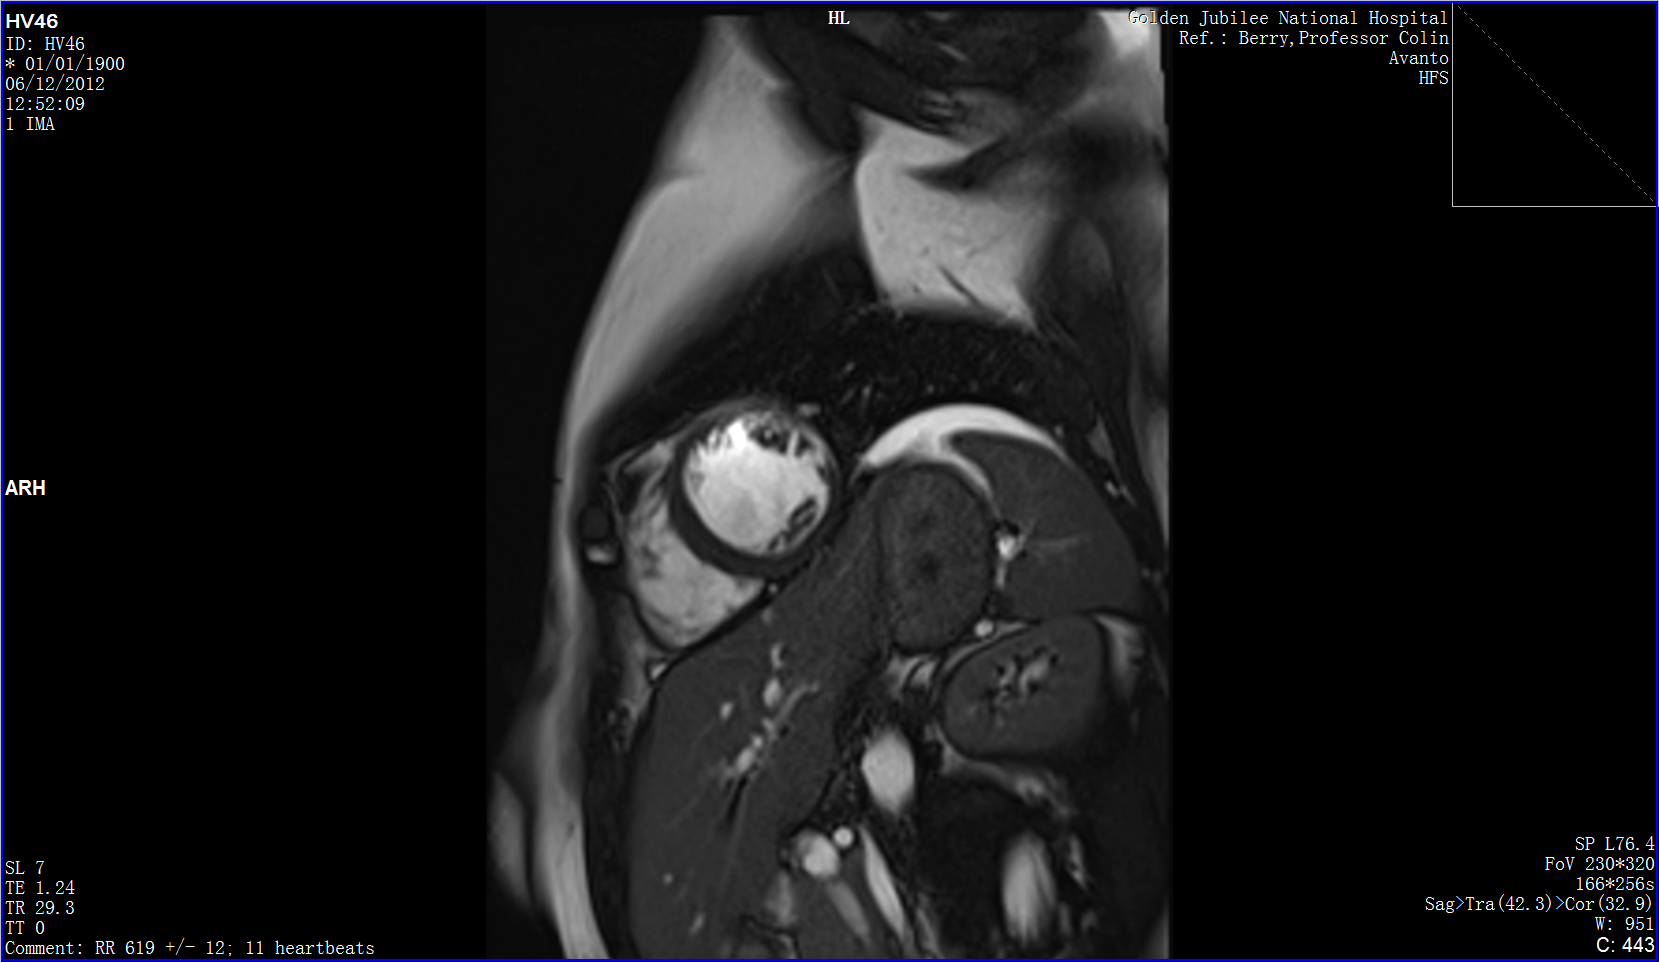 HV46
ID: HV46
* 01/01/1900
06/12/2012
12:52:09
1 IMA
HL
Golden Jubilee National Hospital
Ref.: Berry,Professor Colin
Avanto
HFS
ARH
SL 7
TE 1.24
TR 29.3
TT 0
Comment: RR 619 +/- 12; 11 heartbeats
SP L76.4
FoV 230*320
166*256s
Sag>Tra(42.3)>Cor(32.9)
W: 951
C: 443